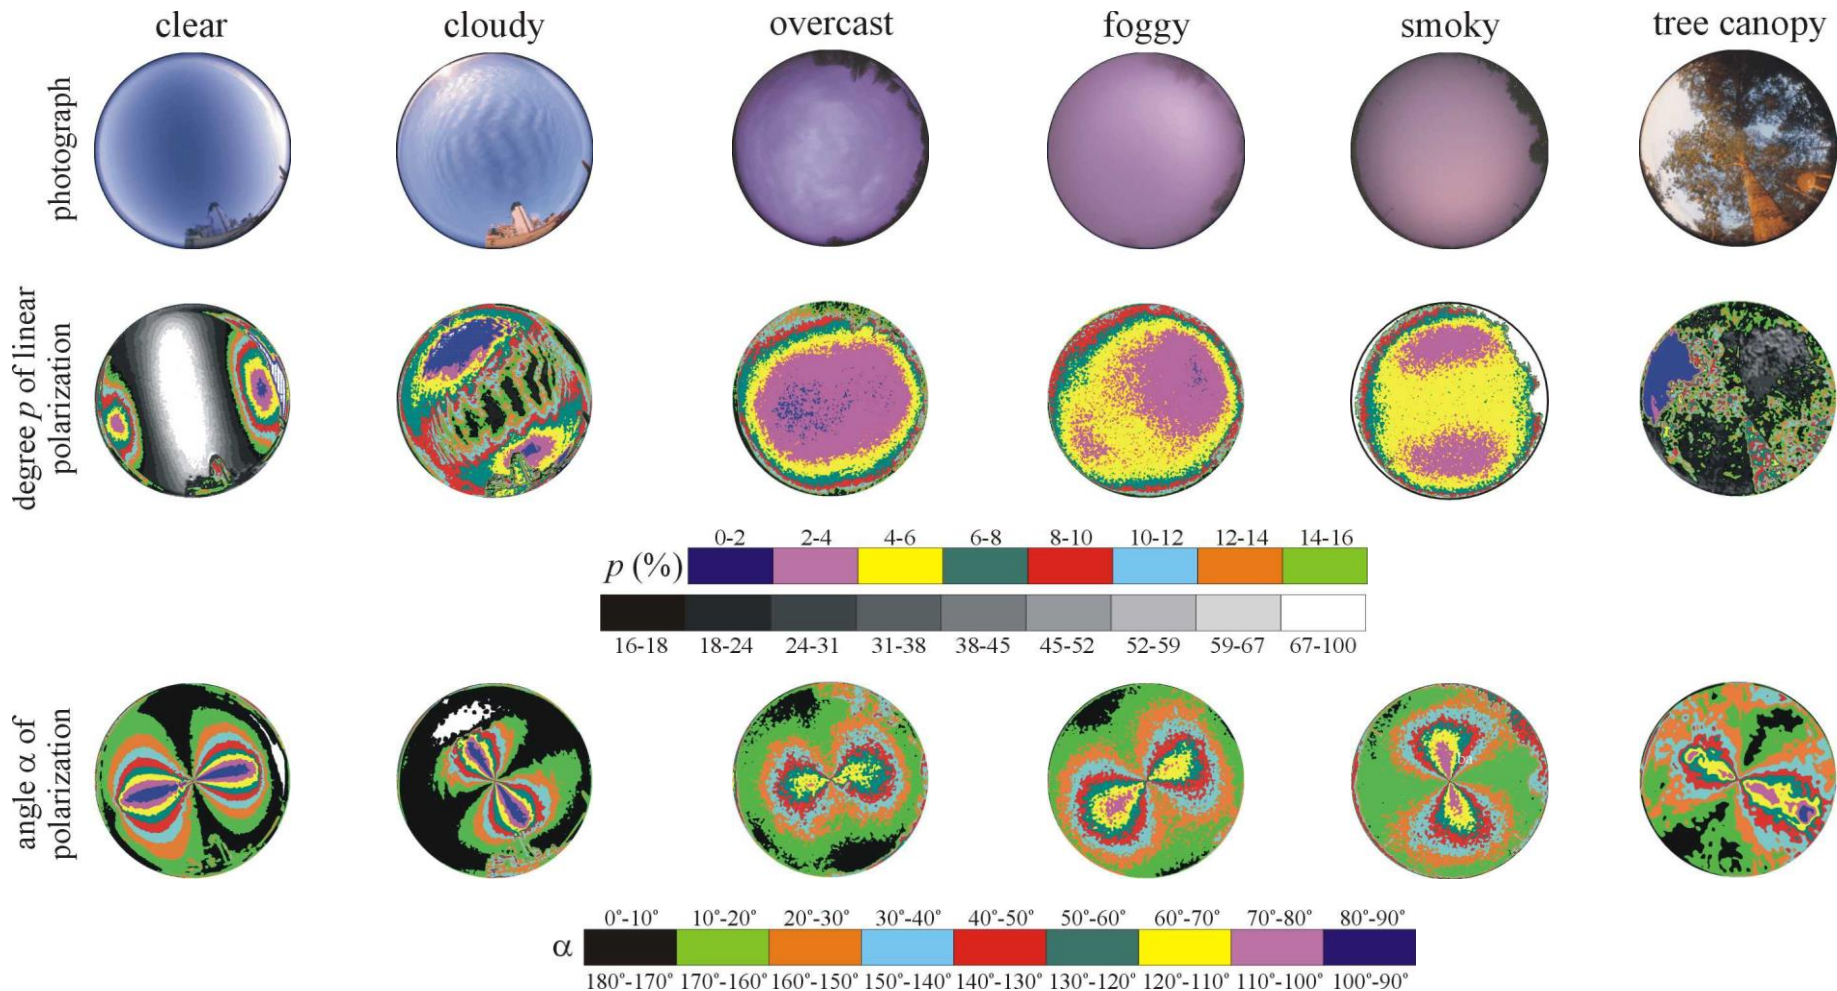 clear cloudy overcast foggy smoky tree canopy
photograph
degree p of linear
polarization
0-2 2-4 4-6 6-8 8-10 10-12 12-14 14-16
p (%)
16-18 18-24 24-31 31-38 38-45 45-52 52-59 59-67 67-100
angle α of
polarization
ba
0°-10° 10°-20° 20°-30° 30°-40° 40°-50° 50°-60° 60°-70° 70°-80° 80°-90°
α
180°-170° 170°-160° 160°-150° 150°-140° 140°-130° 130°-120° 120°-110° 110°-100° 100°-90°